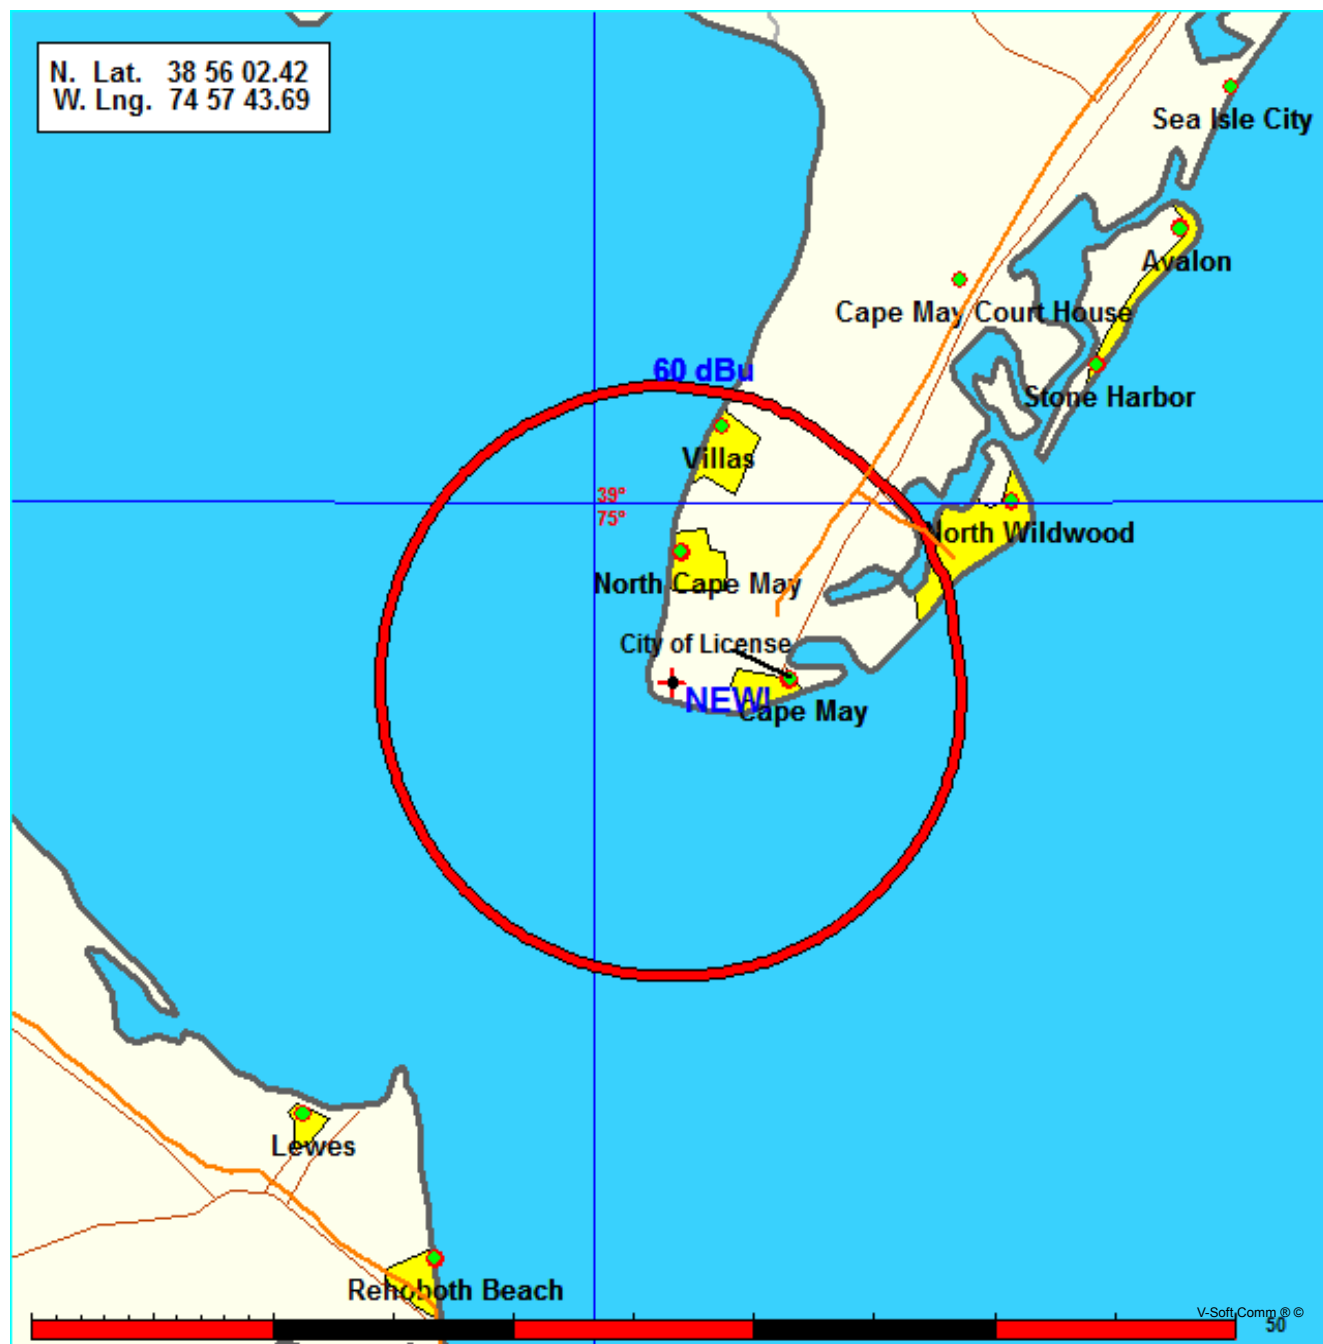 N. Lat. 38 56 02.42
W. Lng. 74 57 43.69
Sea Isle City
Avalon
Cape May Court House
60 dBu
Stone Harbor
Villas
39°
75°
North Wildwood
North Cape May
City of License
NEW!
Cape May
Lewes
Rehoboth Beach
V-Soft Comm ® ©
50